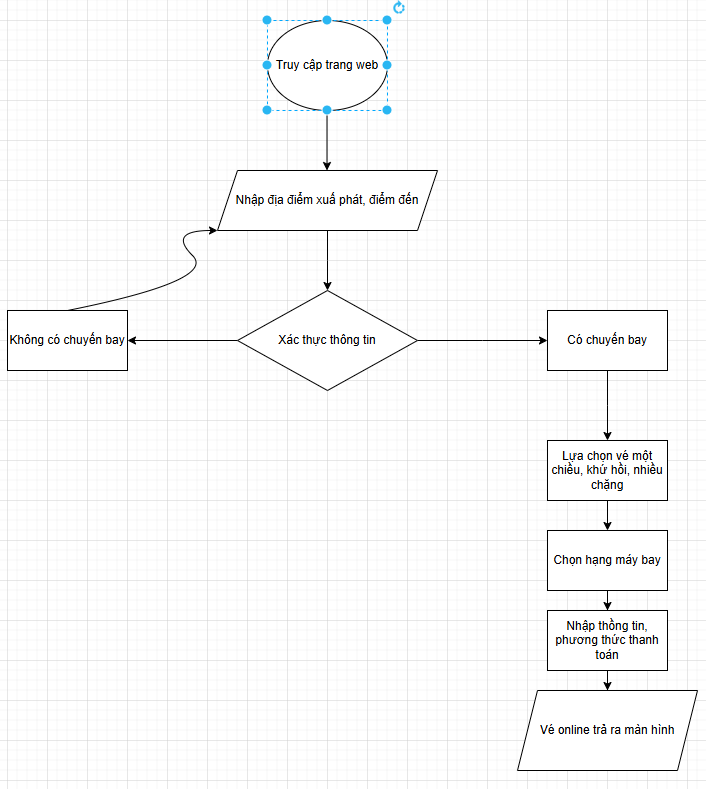 Truy cập trang web
Nhập địa điểm xuấ phát, điểm đến
Không có chuyến bay
Xác thực thông tin
Có chuyến bay
Lựa chọn vé một
chiều, khứ hồi, nhiều
chặng
Chọn hạng máy bay
Nhập thồng tin,
phương thức thanh
toán
Vé online trả ra màn hình